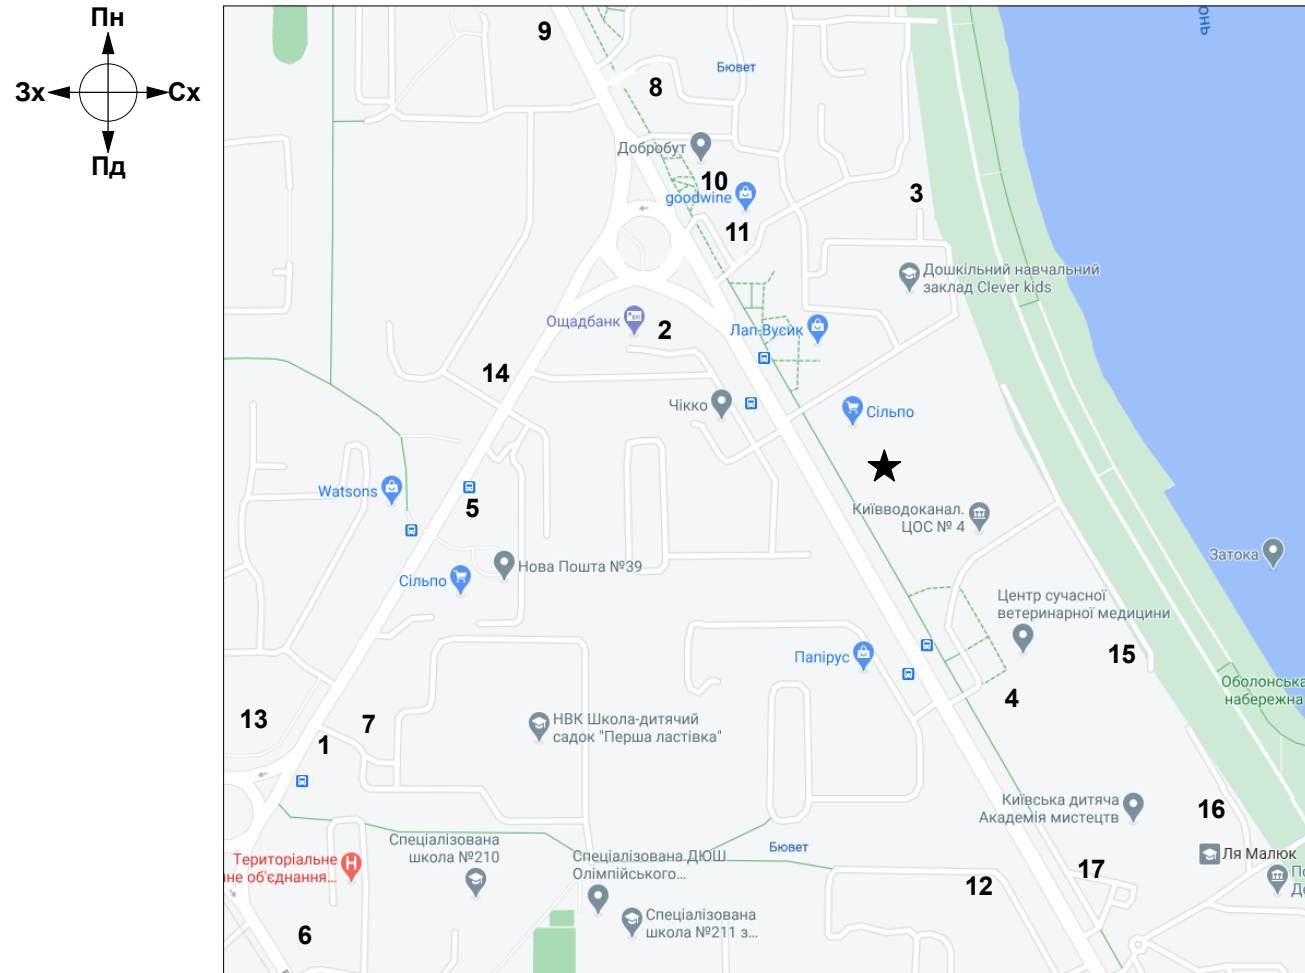 Пн
Зх
Сх
Пд
9
8
Бювет
онь
Добробут
10
goodwine
3
11
Дошкільний навчальний
заклад Clever kids
Ощадбанк
2
Лап-Вусик
14
Чікко
Сільпо
Watsons
5
Київводоканал.
ЦОС № 4
Нова Пошта №39
Сільпо
Затока
Центр сучасної
ветеринарної медицини
Папірус
15
4
Оболонська
набережна
13
7
1
НВК Школа-дитячий
садок "Перша ластівка"
Київська дитяча
Академія мистецтв
16
Спеціалізована
школа №210
Бювет
Територіальне
не об'єднання...
Спеціалізована ДЮШ
Олімпійського...
Ля Малюк
17
12
По
До
6
Спеціалізована
школа №211 з...